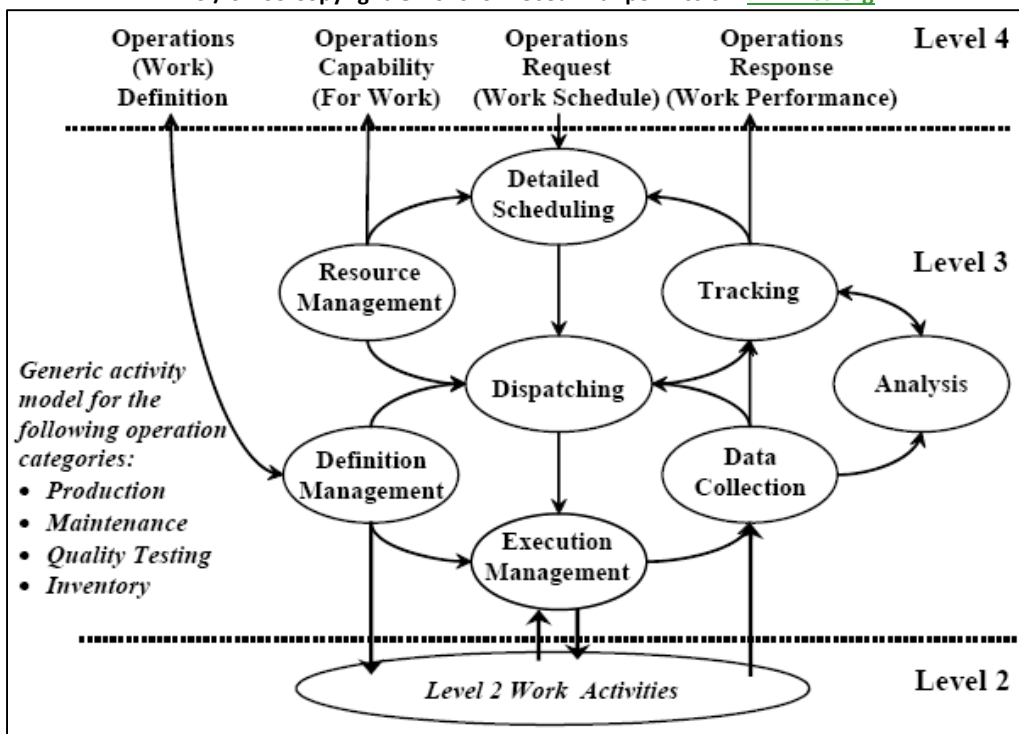 Operations
(Work)
Definition
Operations
Capability
(For Work)
Operations
Request
(Work Schedule)
Operations
Response
(Work Performance)
Level 4
Detailed
Scheduling
Resource
Management
Tracking
Level 3
Generic activity
model for the
following operation
categories:
• Production
• Maintenance
• Quality Testing
• Inventory
Dispatching
Analysis
Definition
Management
Data
Collection
Execution
Management
Level 2 Work Activities
Level 2